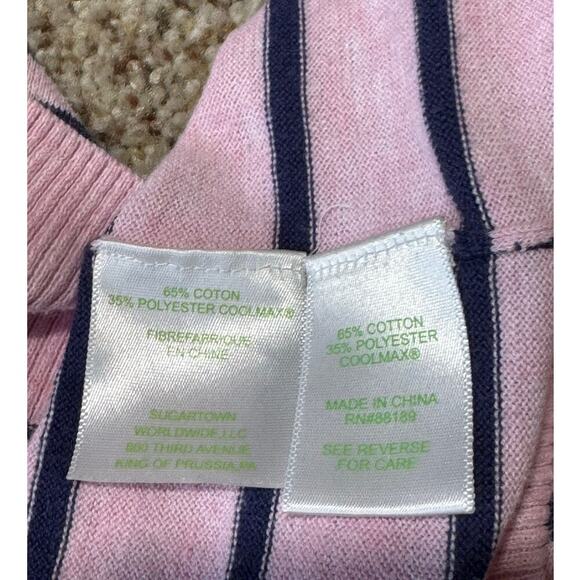 65% COTON
35% POLYESTER COOLMAX®
FIBREFABRIQUE
EN CHINE
SUGARTOWN
WORLDWIDE, LLC
800 THIRD AVENUE
KING OF PRUSSIA, PA
65% COTTON
35% POLYESTER
COOLMAX®
MADE IN CHINA
RN#88189
SEE REVERSE
FOR CARE